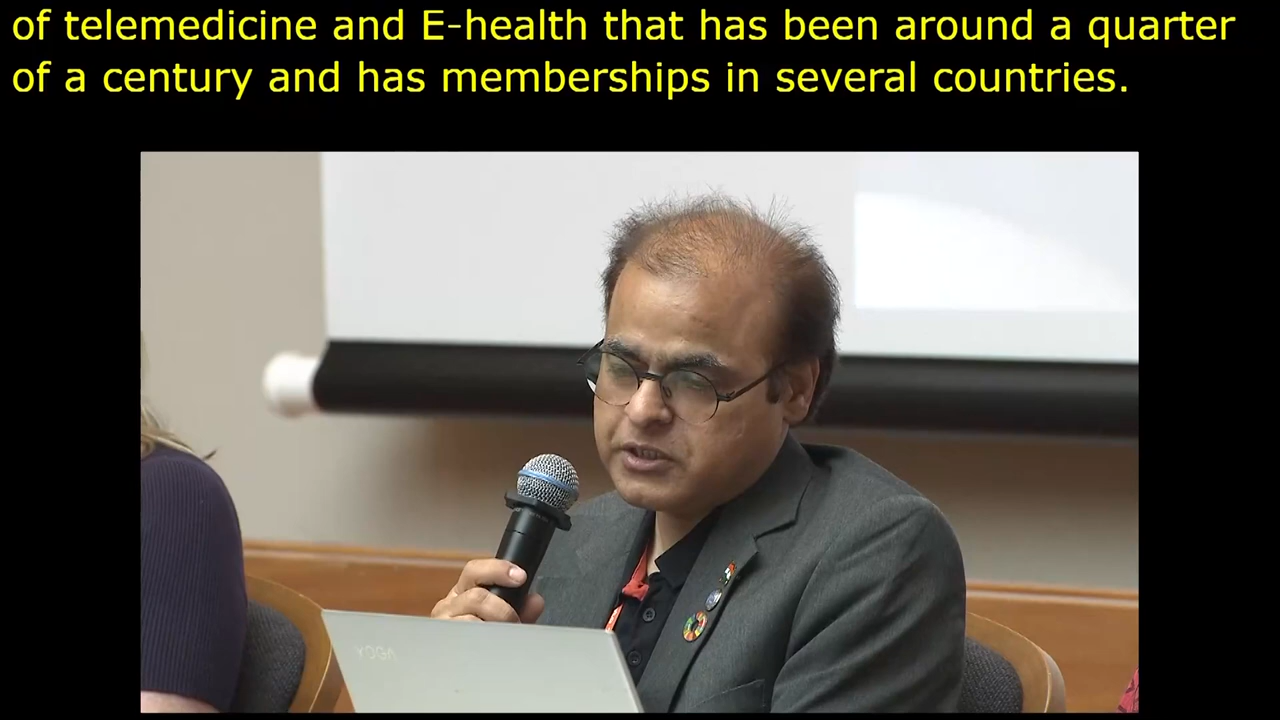 of telemedicine and E-health that has been around a quarter
of a century and has memberships in several countries.
YOGA